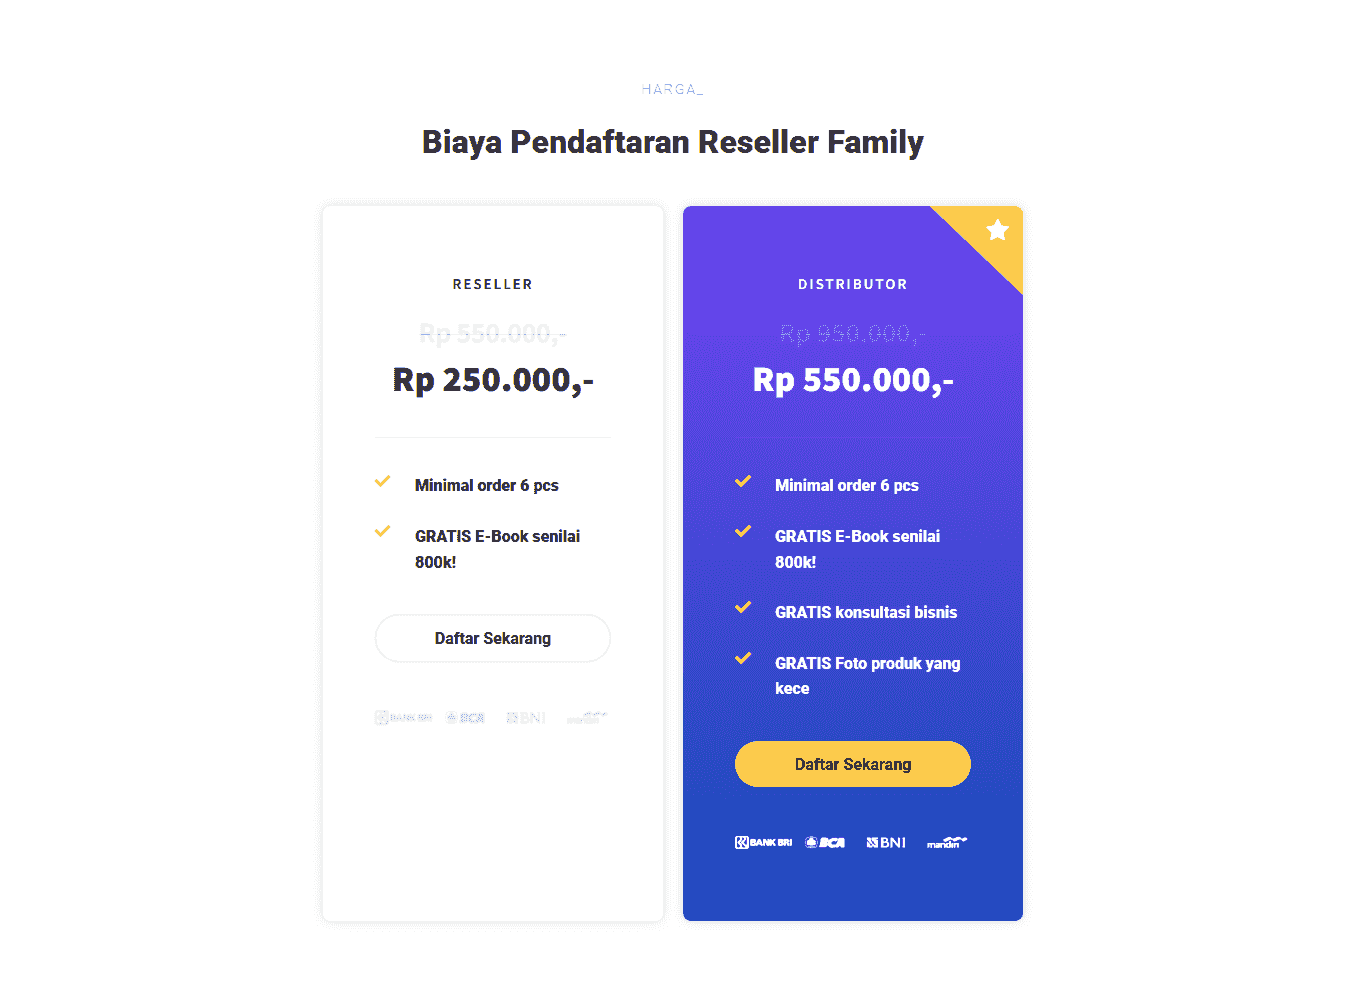 HARGA_
Biaya Pendaftaran Reseller Family
RESELLER
Rp 550.000,-
Rp 250.000,-
Minimal order 6 pcs
GRATIS E-Book senilai
800k!
Daftar Sekarang
BANK BRI BCA BNI
DISTRIBUTOR
Rp 950.000,-
Rp 550.000,-
Minimal order 6 pcs
GRATIS E-Book senilai
800k!
GRATIS konsultasi bisnis
GRATIS Foto produk yang
kece
Daftar Sekarang
BANK BRI BCA BNI mandiri